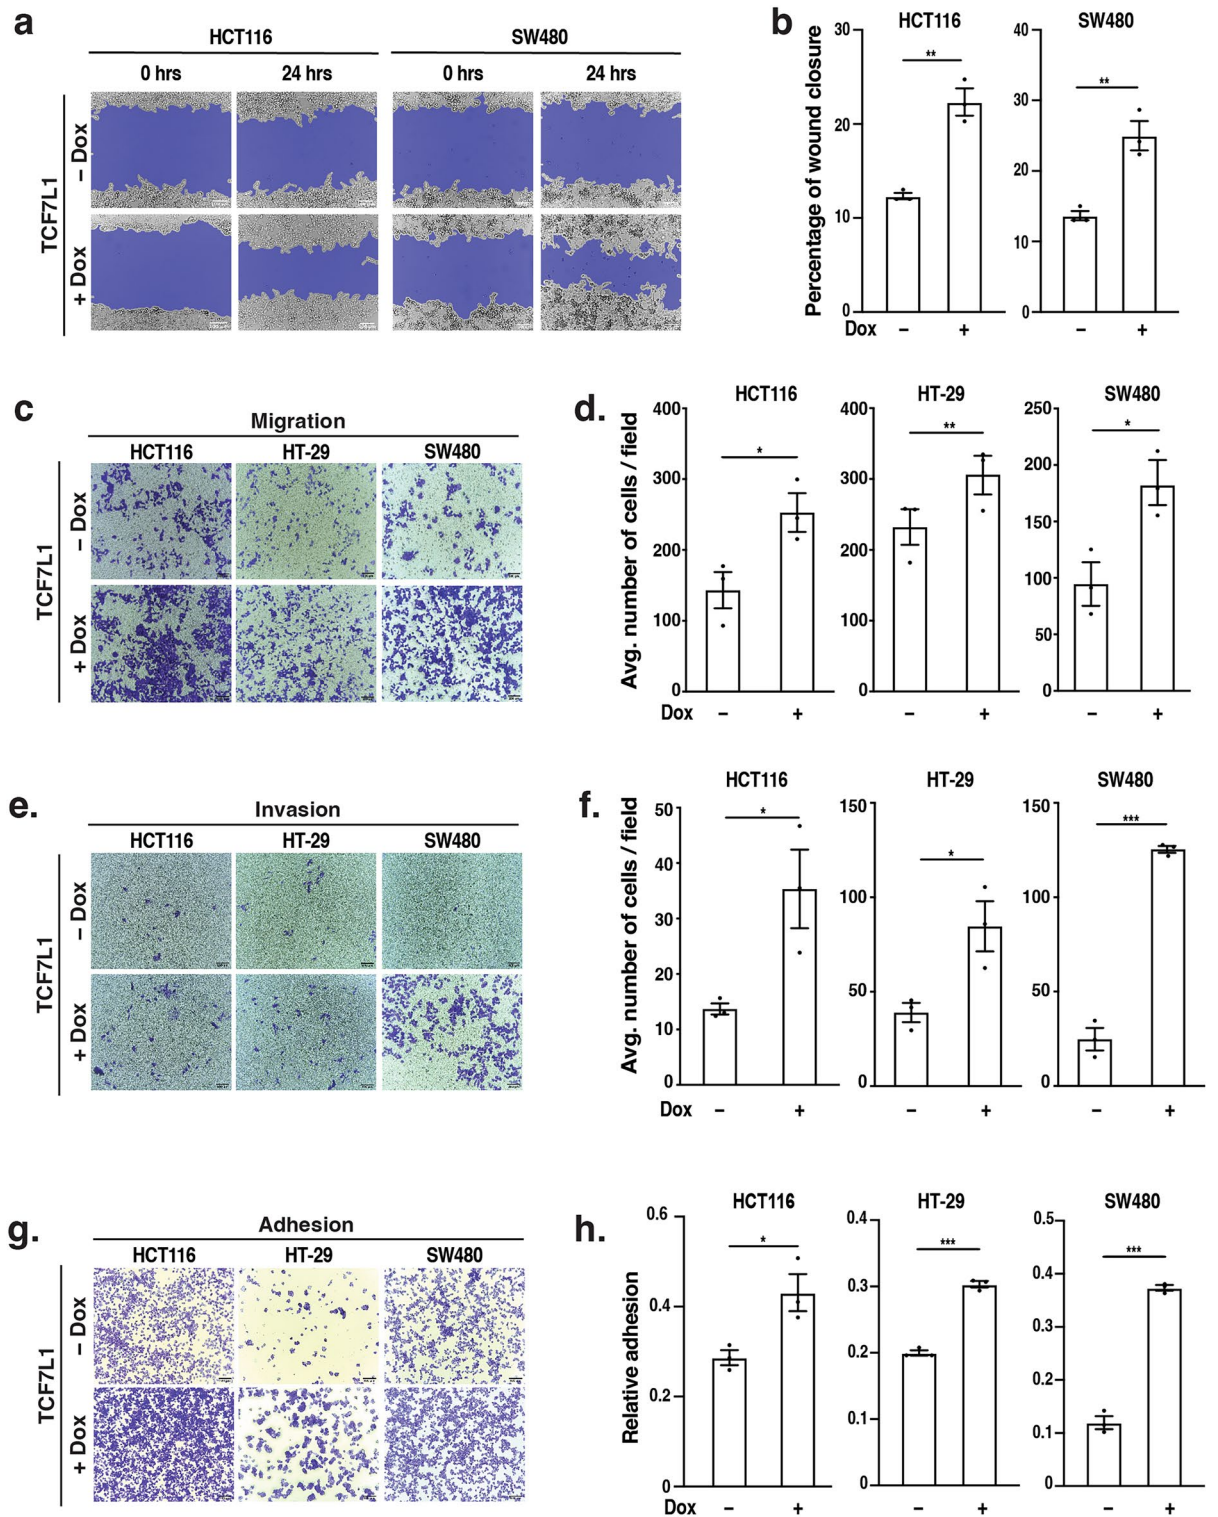 a
HCT116 SW480
0 hrs 24 hrs 0 hrs 24 hrs
TCF7L1
– Dox
+ Dox
b
HCT116 SW480
Percentage of wound closure
30
20
10
0
**
40
30
20
10
0
**
Dox – + – +
c
Migration
HCT116 HT-29 SW480
TCF7L1
– Dox
+ Dox
d.
HCT116 HT-29 SW480
Avg. number of cells / field
400
300
200
100
0
*
400
300
200
100
0
**
250
200
150
100
50
0
*
Dox – + – + – +
e.
Invasion
HCT116 HT-29 SW480
TCF7L1
– Dox
+ Dox
f.
HCT116 HT-29 SW480
Avg. number of cells / field
50
40
30
20
10
0
*
150
100
50
0
*
150
100
50
0
***
Dox – + – + – +
g.
Adhesion
HCT116 HT-29 SW480
TCF7L1
– Dox
+ Dox
h.
HCT116 HT-29 SW480
Relative adhesion
0.6
0.4
0.2
0
*
0.4
0.3
0.2
0.1
0
***
0.5
0.4
0.3
0.2
0.1
0
***
Dox – + – + – +